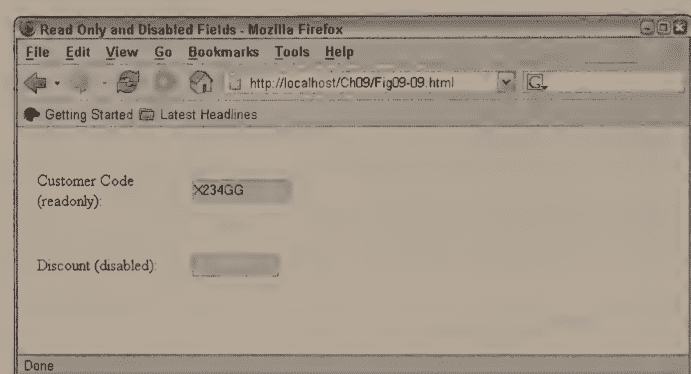 Read Only and Disabled Fields - Mozilla Firefox
File Edit View Go Bookmarks Tools Help
http://localhost/Ch09/Fig09-09.html G
Getting Started Latest Headlines
Customer Code X234GG
(readonly):
Discount (disabled):
Done